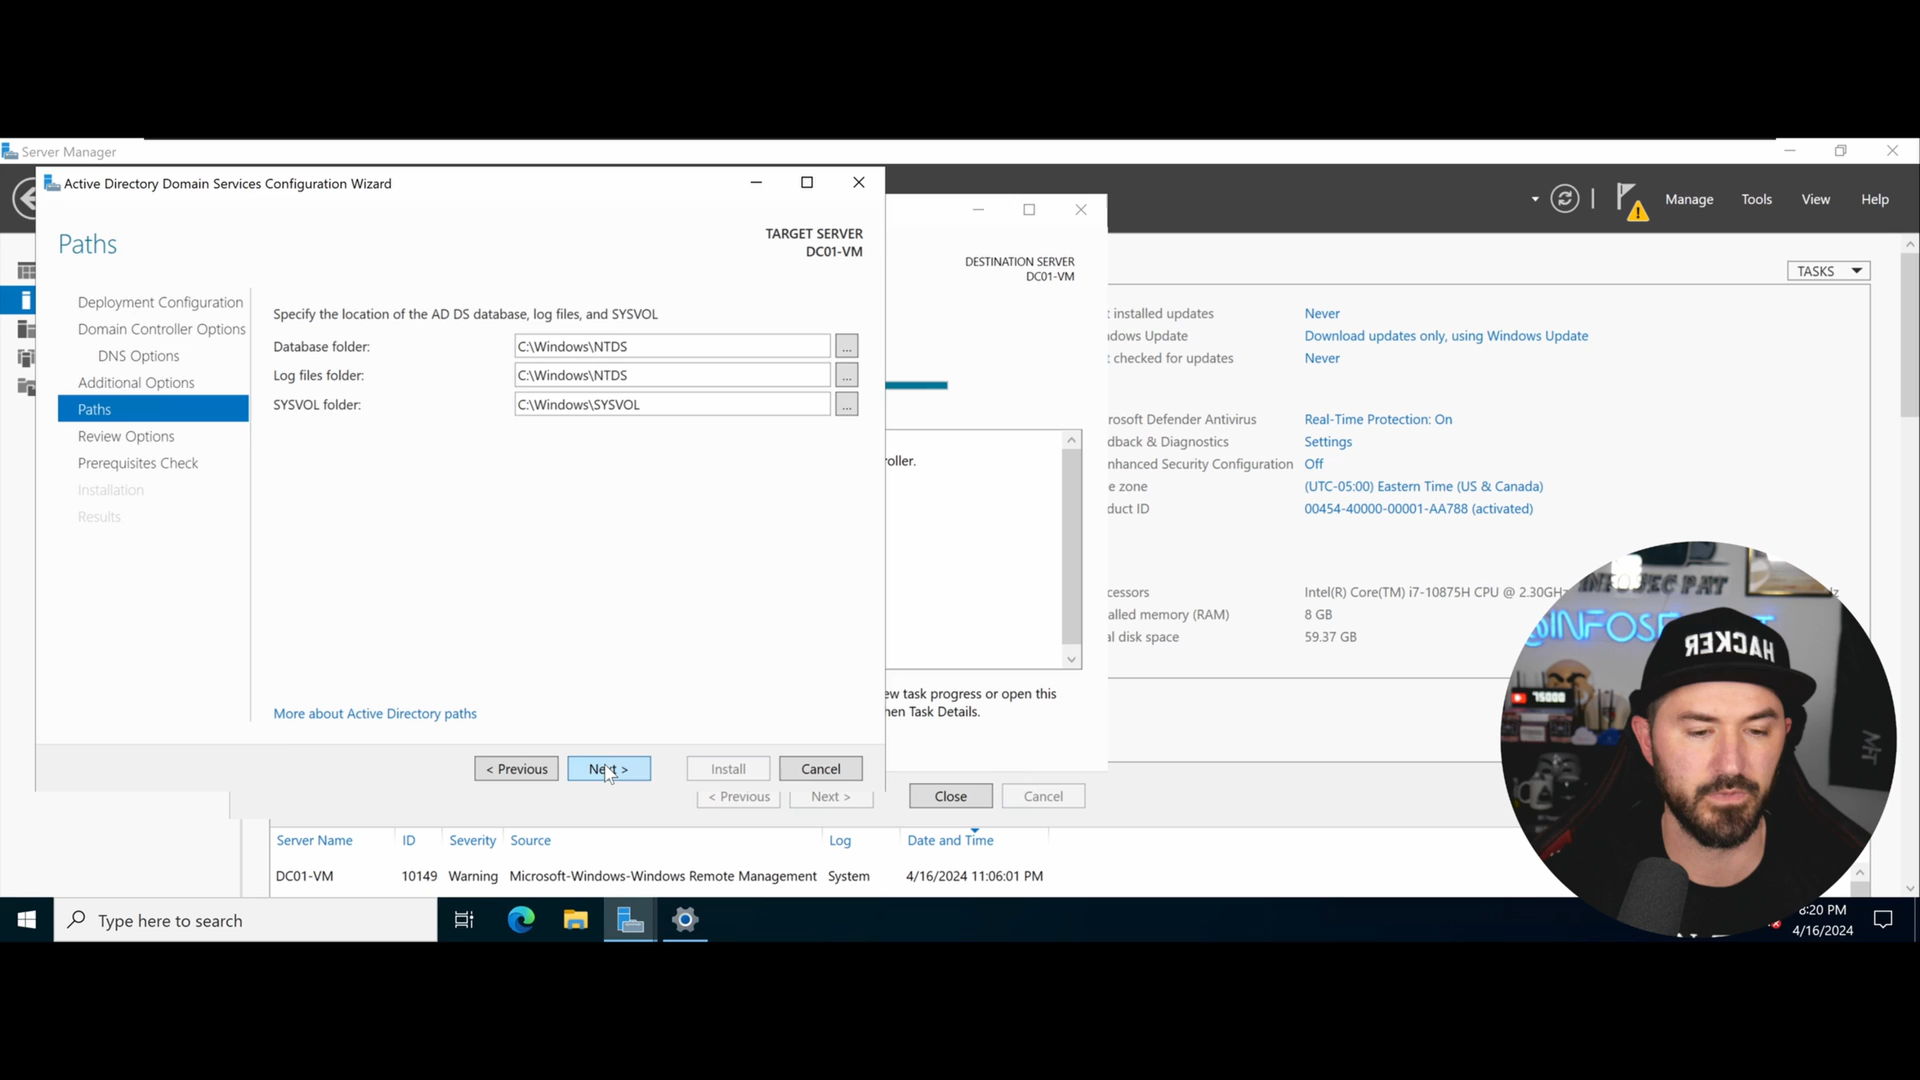 Server Manager
Active Directory Domain Services Configuration Wizard
Manage Tools View Help
Paths
TARGET SERVER
DC01-VM
DESTINATION SERVER
DC01-VM
TASKS
Deployment Configuration
Domain Controller Options
DNS Options
Additional Options
Paths
Review Options
Prerequisites Check
Installation
Results
Specify the location of the AD DS database, log files, and SYSVOL
Database folder: C:\Windows\NTDS ...
Log files folder: C:\Windows\NTDS ...
SYSVOL folder: C:\Windows\SYSVOL ...
More about Active Directory paths
< Previous Next > Install Cancel
oller.
ew task progress or open this
hen Task Details.
< Previous Next > Close Cancel
t installed updates Never
ndows Update Download updates only, using Windows Update
t checked for updates Never
rosoft Defender Antivirus Real-Time Protection: On
dback & Diagnostics Settings
nhanced Security Configuration Off
e zone (UTC-05:00) Eastern Time (US & Canada)
duct ID 00454-40000-00001-AA788 (activated)
cessors Intel(R) Core(TM) i7-10875H CPU @ 2.30GHz
alled memory (RAM) 8 GB
al disk space 59.37 GB
Server Name ID Severity Source Log Date and Time
DC01-VM 10149 Warning Microsoft-Windows-Windows Remote Management System 4/16/2024 11:06:01 PM
INFOSEC PAT
@INFOSE
HACKER
Type here to search
8:20 PM
4/16/2024